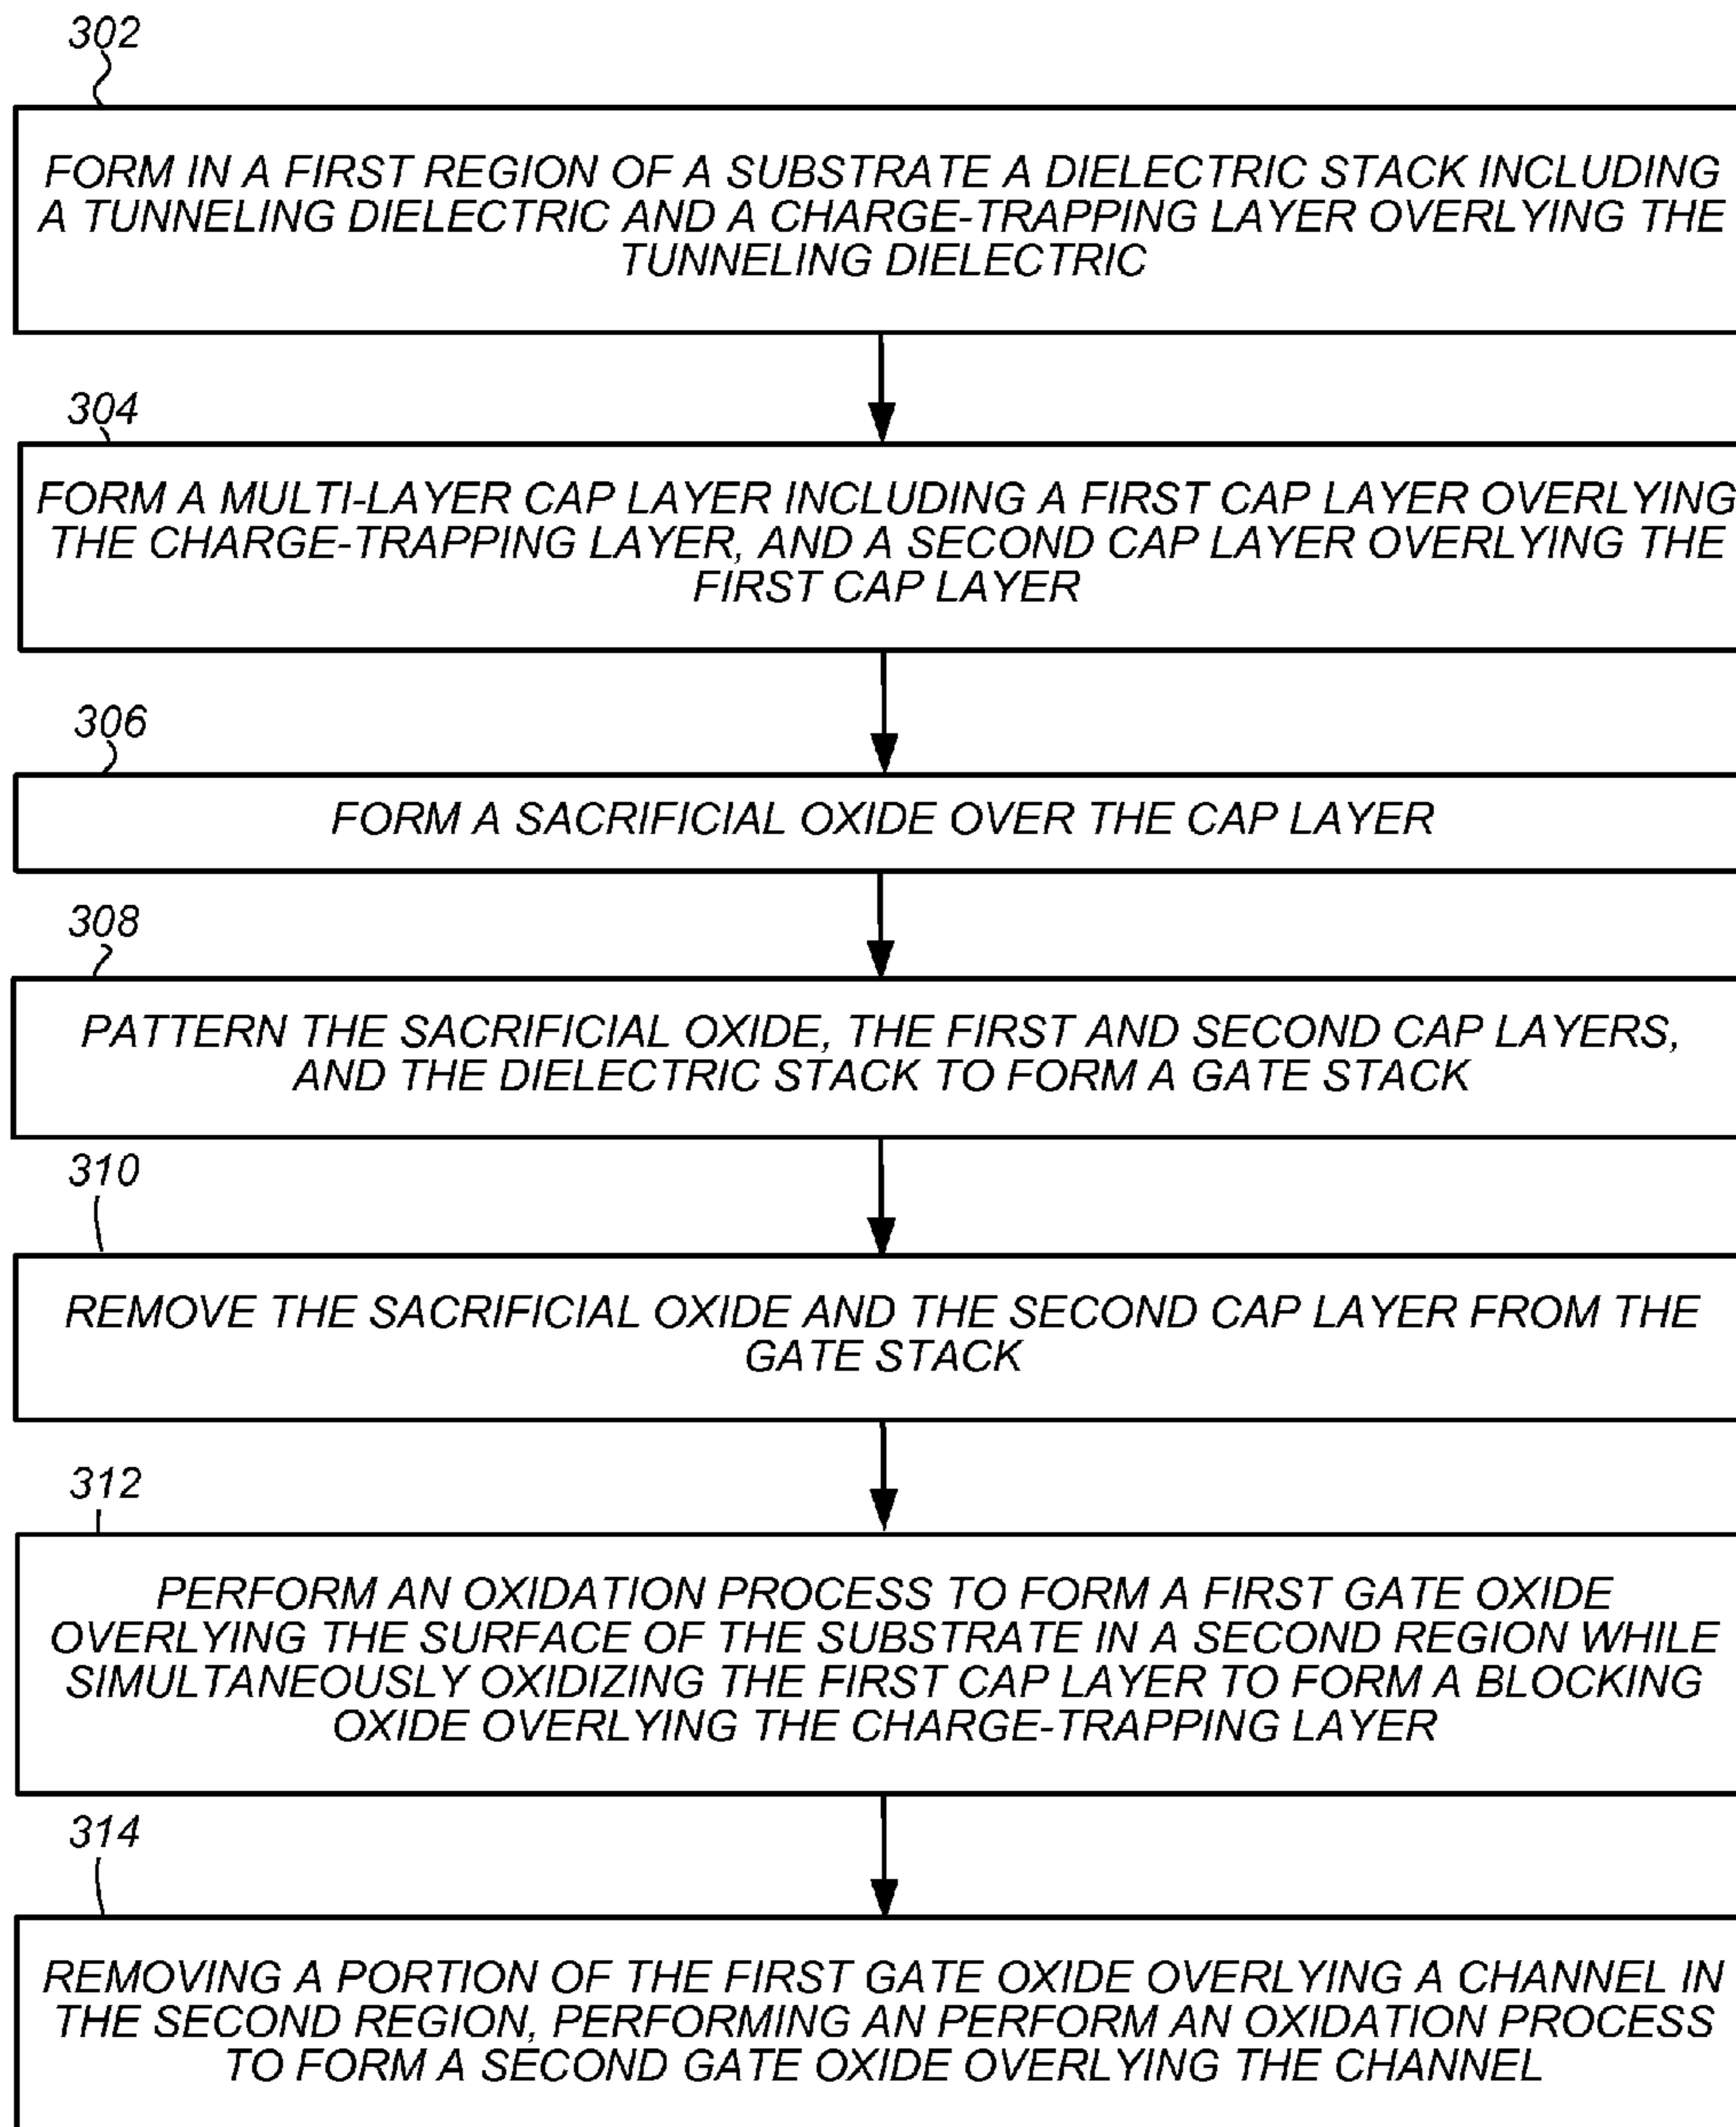 302
FORM IN A FIRST REGION OF A SUBSTRATE A DIELECTRIC STACK INCLUDING
A TUNNELING DIELECTRIC AND A CHARGE-TRAPPING LAYER OVERLYING THE
TUNNELING DIELECTRIC
304
FORM A MULTI-LAYER CAP LAYER INCLUDING A FIRST CAP LAYER OVERLYING
THE CHARGE-TRAPPING LAYER, AND A SECOND CAP LAYER OVERLYING THE
FIRST CAP LAYER
306
FORM A SACRIFICIAL OXIDE OVER THE CAP LAYER
308
PATTERN THE SACRIFICIAL OXIDE, THE FIRST AND SECOND CAP LAYERS,
AND THE DIELECTRIC STACK TO FORM A GATE STACK
310
REMOVE THE SACRIFICIAL OXIDE AND THE SECOND CAP LAYER FROM THE
GATE STACK
312
PERFORM AN OXIDATION PROCESS TO FORM A FIRST GATE OXIDE
OVERLYING THE SURFACE OF THE SUBSTRATE IN A SECOND REGION WHILE
SIMULTANEOUSLY OXIDIZING THE FIRST CAP LAYER TO FORM A BLOCKING
OXIDE OVERLYING THE CHARGE-TRAPPING LAYER
314
REMOVING A PORTION OF THE FIRST GATE OXIDE OVERLYING A CHANNEL IN
THE SECOND REGION, PERFORMING AN PERFORM AN OXIDATION PROCESS
TO FORM A SECOND GATE OXIDE OVERLYING THE CHANNEL